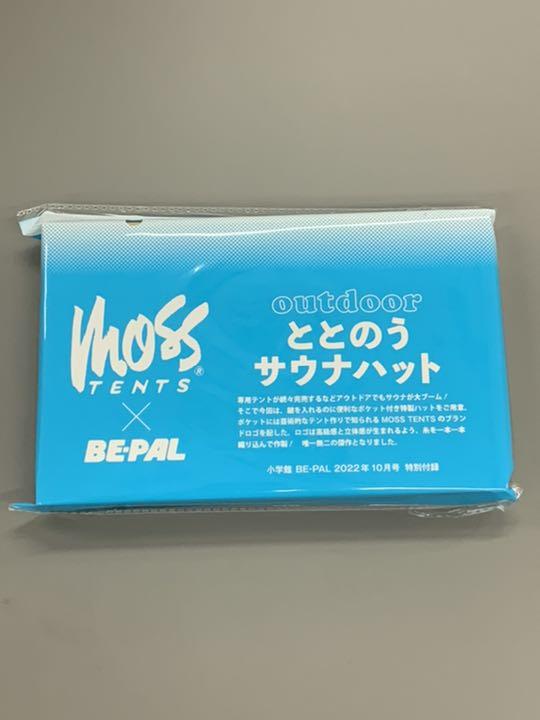 moss®
TENTS
×
BE-PAL
outdoor
ととのう
サウナハット
専用テントが続々完売するなどアウトドアでもサウナが大ブーム!
そこで今回は、鍵を入れるのに便利なポケット付き特製ハットをご用意。
ポケットには芸術的なテント作りで知られる MOSS TENTS のブラン
ドロゴを配した。ロゴは高級感と立体感が生まれるよう、糸を一本一本
織り込んで作製! 唯一無二の傑作となりました。
小学館 BE-PAL 2022年10月号 特別付録